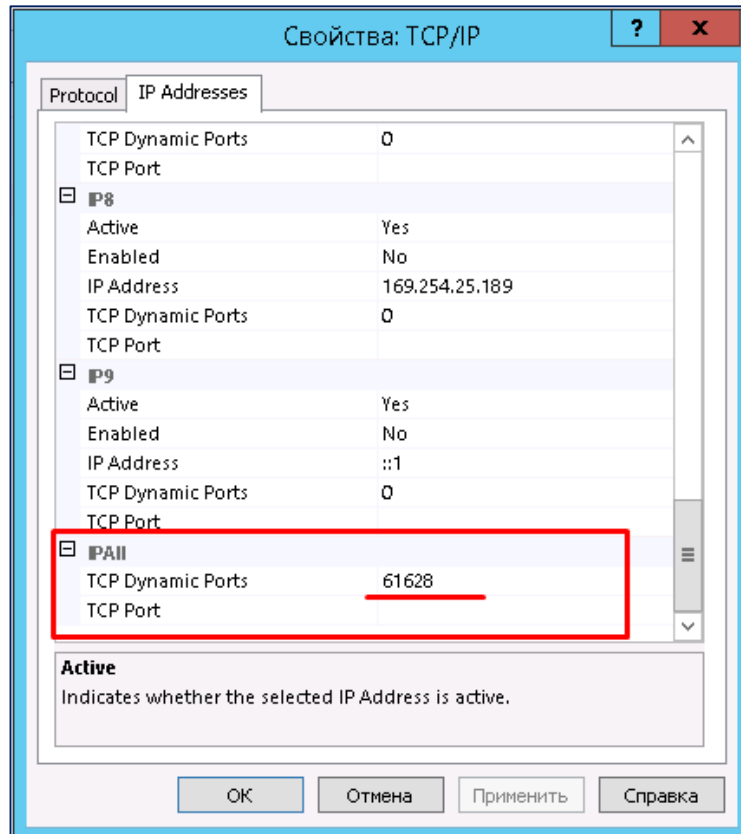 Свойства: TCP/IP
? x
Protocol IP Addresses
TCP Dynamic Ports 0
TCP Port
IP8
Active Yes
Enabled No
IP Address 169.254.25.189
TCP Dynamic Ports 0
TCP Port
IP9
Active Yes
Enabled No
IP Address ::1
TCP Dynamic Ports 0
TCP Port
IPAll
TCP Dynamic Ports 61628
TCP Port
Active
Indicates whether the selected IP Address is active.
ОК Отмена Применить Справка